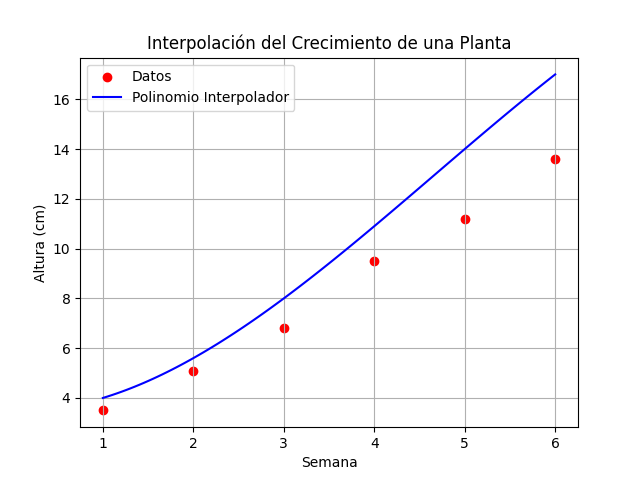 Interpolación del Crecimiento de una Planta
Datos
Polinomio Interpolador
16
14
12
10
8
6
4
Altura (cm)
1 2 3 4 5 6
Semana